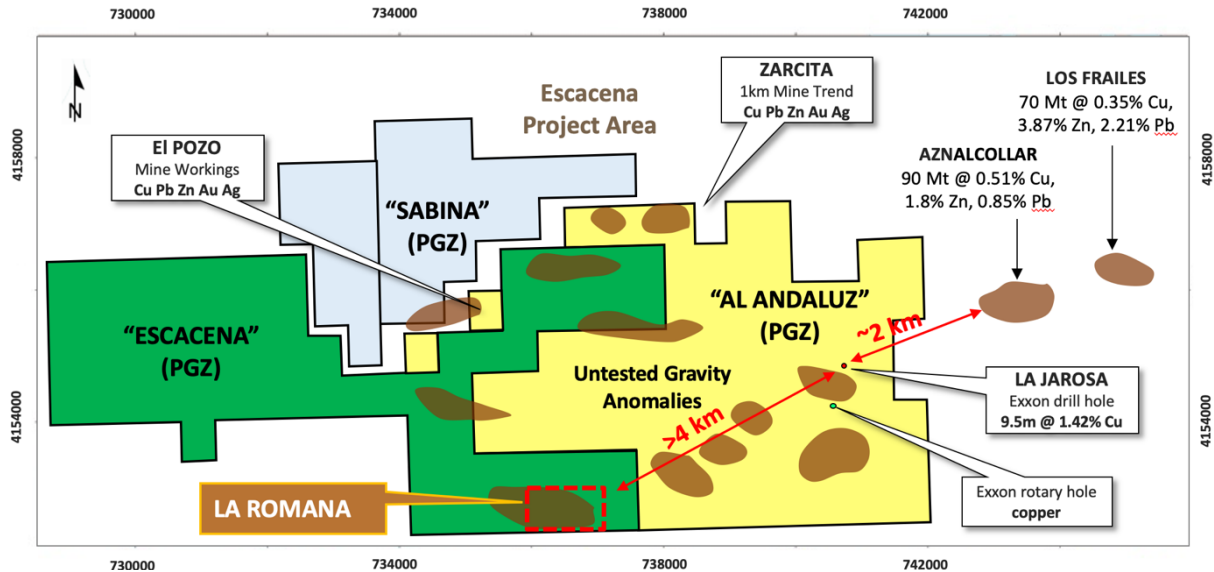 730000
734000
738000
742000
4158000
4154000
N
Escacena
Project Area
ZARCITA
1km Mine Trend
Cu Pb Zn Au Ag
LOS FRAILES
70 Mt @ 0.35% Cu,
3.87% Zn, 2.21% Pb
AZNALCOLLAR
90 Mt @ 0.51% Cu,
1.8% Zn, 0.85% Pb
El POZO
Mine Workings
Cu Pb Zn Au Ag
“SABINA”
(PGZ)
“ESCACENA”
(PGZ)
“AL ANDALUZ”
(PGZ)
~2 km
Untested Gravity
Anomalies
>4 km
LA JAROSA
Exxon drill hole
9.5m @ 1.42% Cu
Exxon rotary hole
copper
LA ROMANA
4158000
4154000
730000
734000
738000
742000